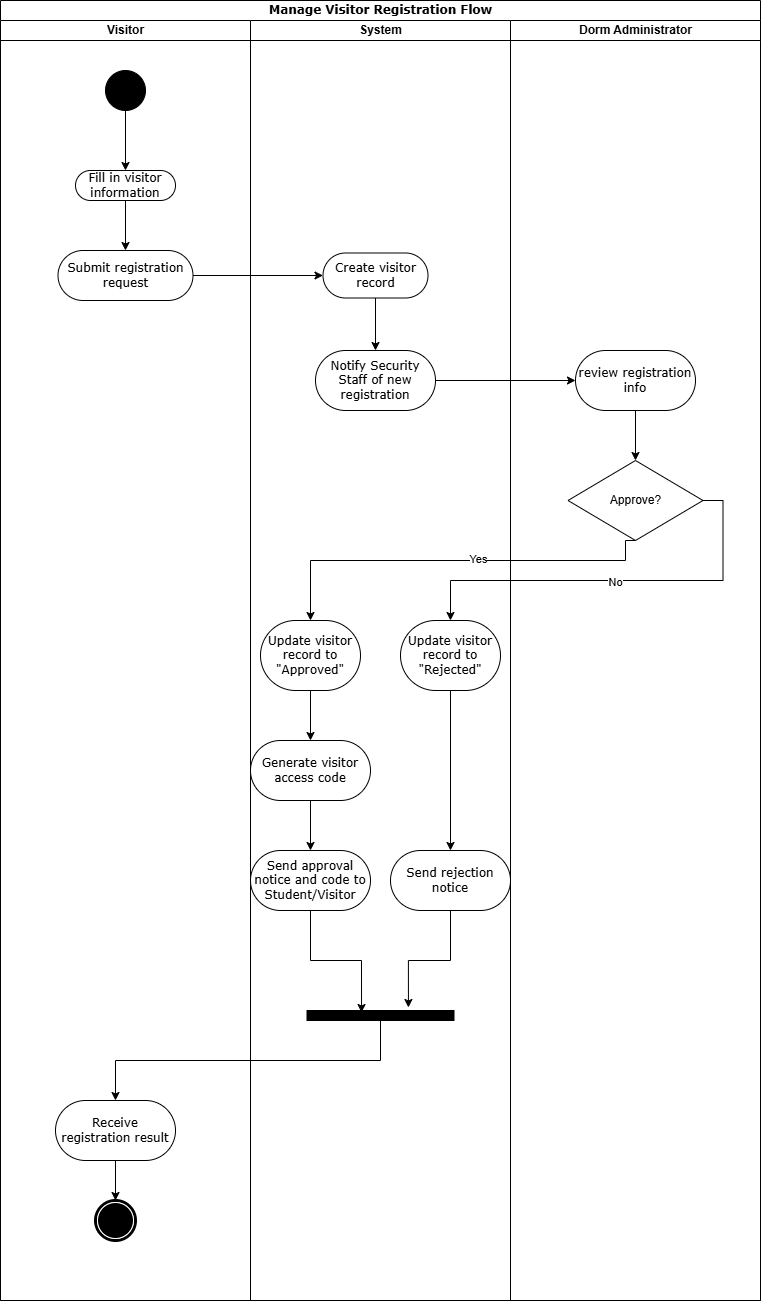 Manage Visitor Registration Flow
Visitor
System
Dorm Administrator
Fill in visitor
information
Submit registration
request
Create visitor
record
Notify Security
Staff of new
registration
review registration
info
Approve?
Yes
No
Update visitor
record to
"Approved"
Update visitor
record to
"Rejected"
Generate visitor
access code
Send approval
notice and code to
Student/Visitor
Send rejection
notice
Receive
registration result